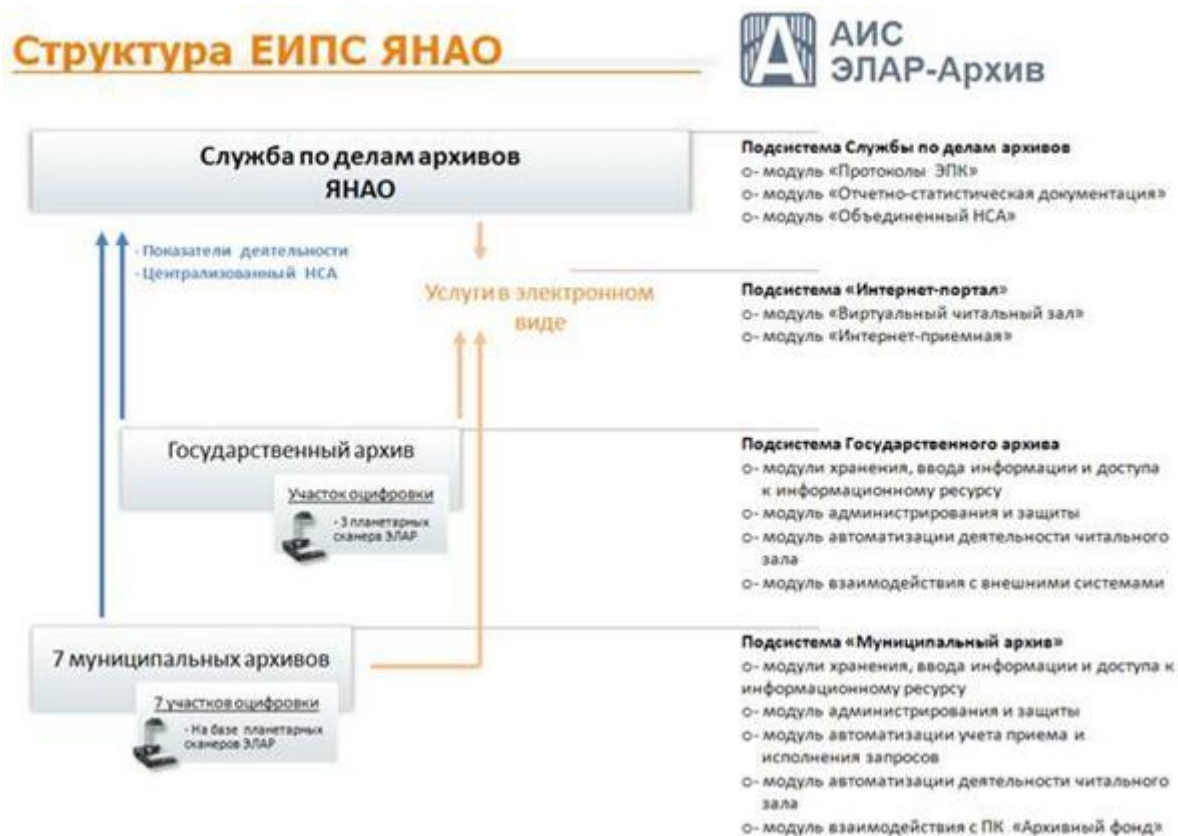 Структура ЕИПС ЯНАО
АИС
ЭЛАР-Архив
Служба по делам архивов
ЯНАО
Подсистема Службы по делам архивов
о- модуль «Протоколы ЭПК»
о- модуль «Отчетно-статистическая документация»
о- модуль «Объединенный НСА»
- Показатели деятельности
- Централизованный НСА
Услуги в электронном
виде
Подсистема «Интернет-портал»
о- модуль «Виртуальный читальный зал»
о- модуль «Интернет-приемная»
Государственный архив
Участок оцифровки
- 3 планетарных
сканера ЭЛАР
Подсистема Государственного архива
о- модули хранения, ввода информации и доступа
к информационному ресурсу
о- модуль администрирования и защиты
о- модуль автоматизации деятельности читального
зала
о- модуль взаимодействия с внешними системами
7 муниципальных архивов
7 участков оцифровки
- На базе планетарных
сканеров ЭЛАР
Подсистема «Муниципальный архив»
о- модули хранения, ввода информации и доступа к
информационному ресурсу
о- модуль администрирования и защиты
о- модуль автоматизации учета приема и
исполнения запросов
о- модуль автоматизации деятельности читального
зала
о- модуль взаимодействия с ПК «Архивный фонд»